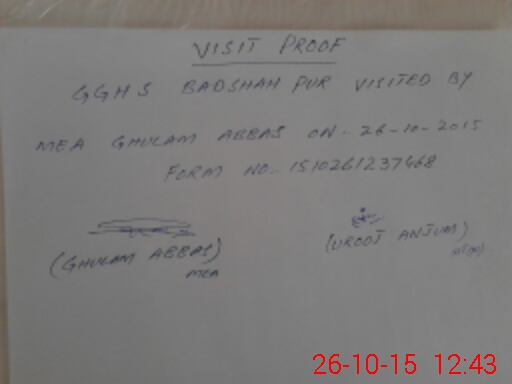 VISIT PROOF
GGHS BADSHAH PUR VISITED BY
MEA GHULAM ABBAS ON - 26-10-2015
FORM NO - 1510261237468
(GHULAM ABBAS) (UROOJ ANJUM)
MEA
26-10-15 12:43